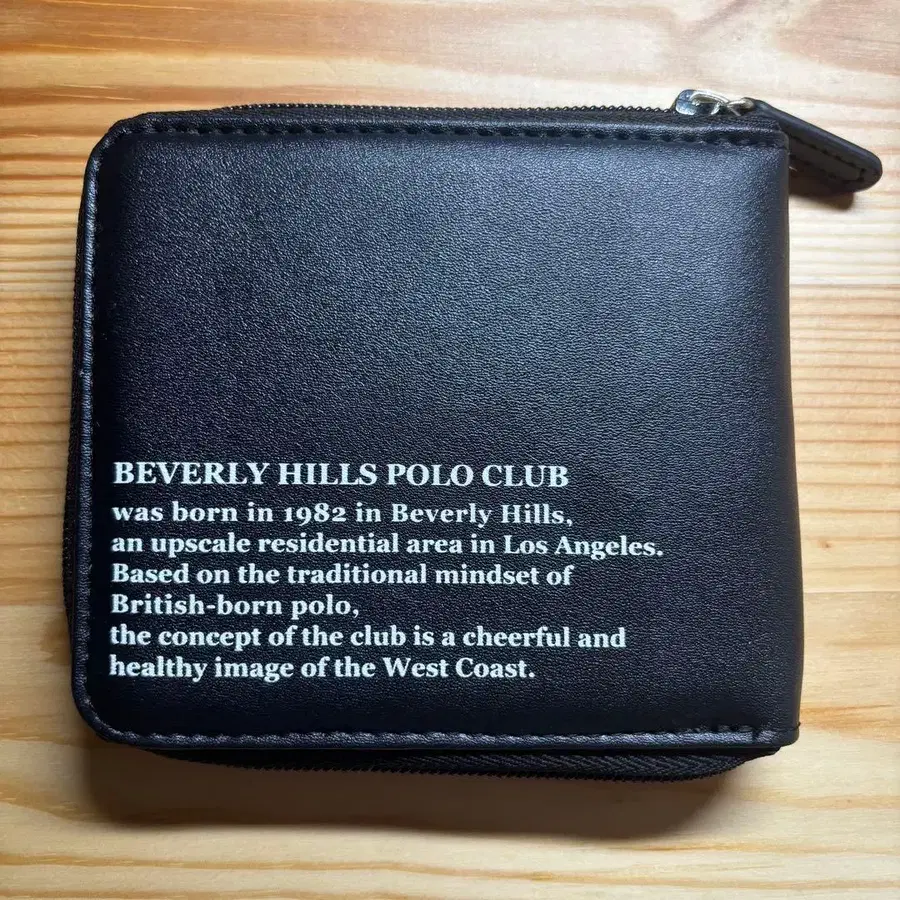 BEVERLY HILLS POLO CLUB
was born in 1982 in Beverly Hills,
an upscale residential area in Los Angeles.
Based on the traditional mindset of
British-born polo,
the concept of the club is a cheerful and
healthy image of the West Coast.